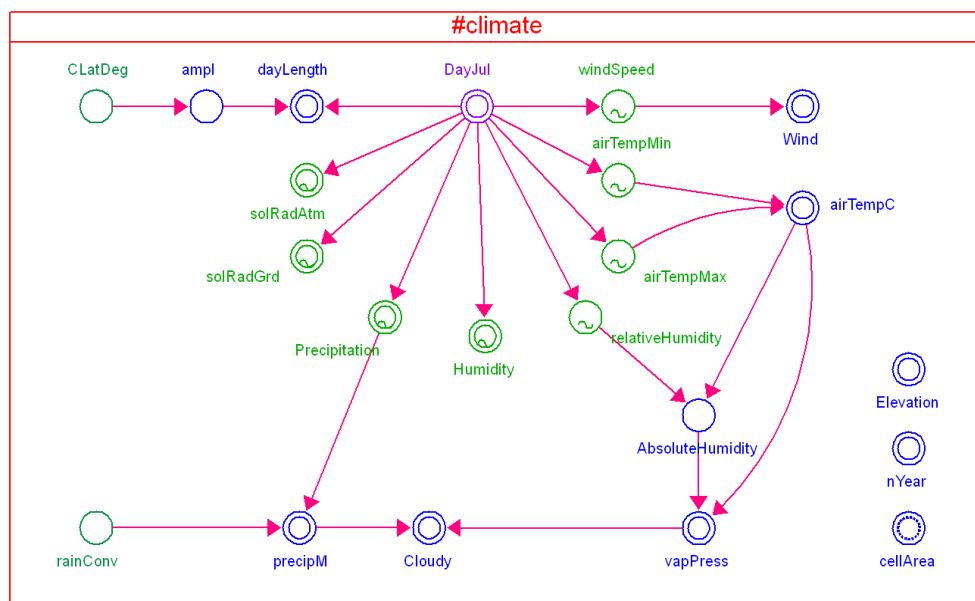 #climate
CLatDeg
ampl
dayLength
DayJul
windSpeed
airTempMin
Wind
solRadAtm
airTempC
solRadGrd
airTempMax
Precipitation
Humidity
relativeHumidity
Elevation
AbsoluteHumidity
nYear
rainConv
precipM
Cloudy
vapPress
cellArea